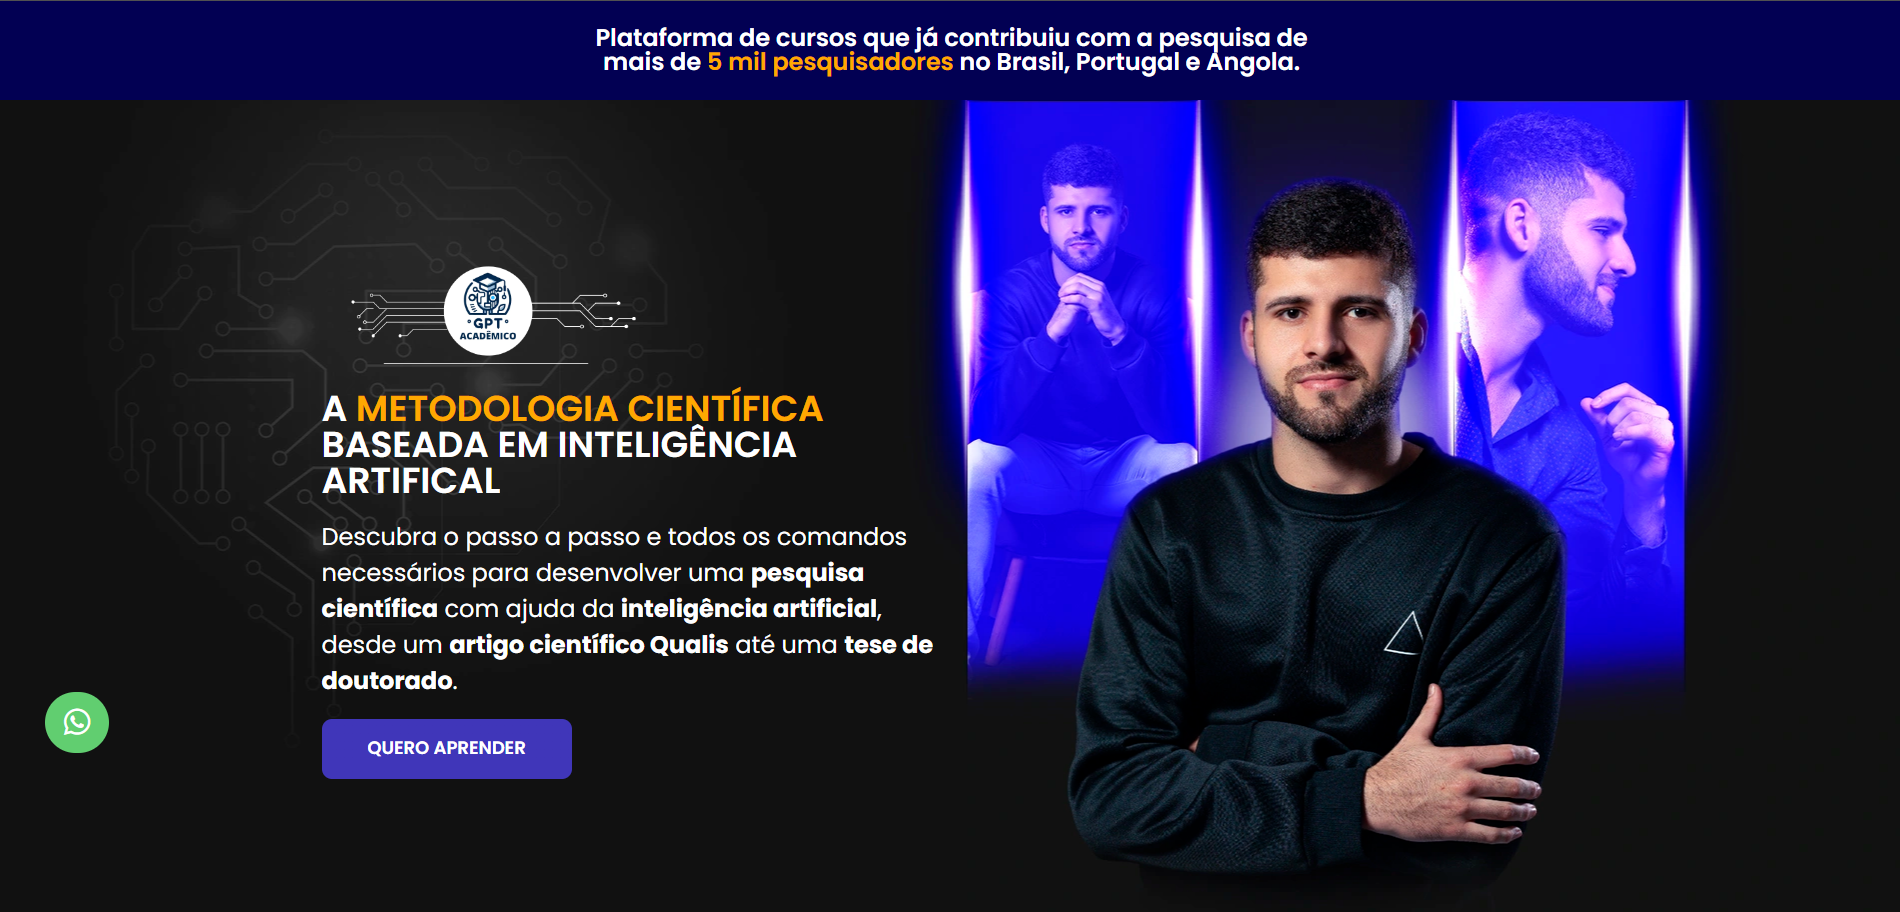 Plataforma de cursos que já contribuiu com a pesquisa de
mais de 5 mil pesquisadores no Brasil, Portugal e Angola.
GPT
ACADÊMICO
A METODOLOGIA CIENTÍFICA
BASEADA EM INTELIGÊNCIA
ARTIFICAL
Descubra o passo a passo e todos os comandos
necessários para desenvolver uma pesquisa
científica com ajuda da inteligência artificial,
desde um artigo científico Qualis até uma tese de
doutorado.
QUERO APRENDER